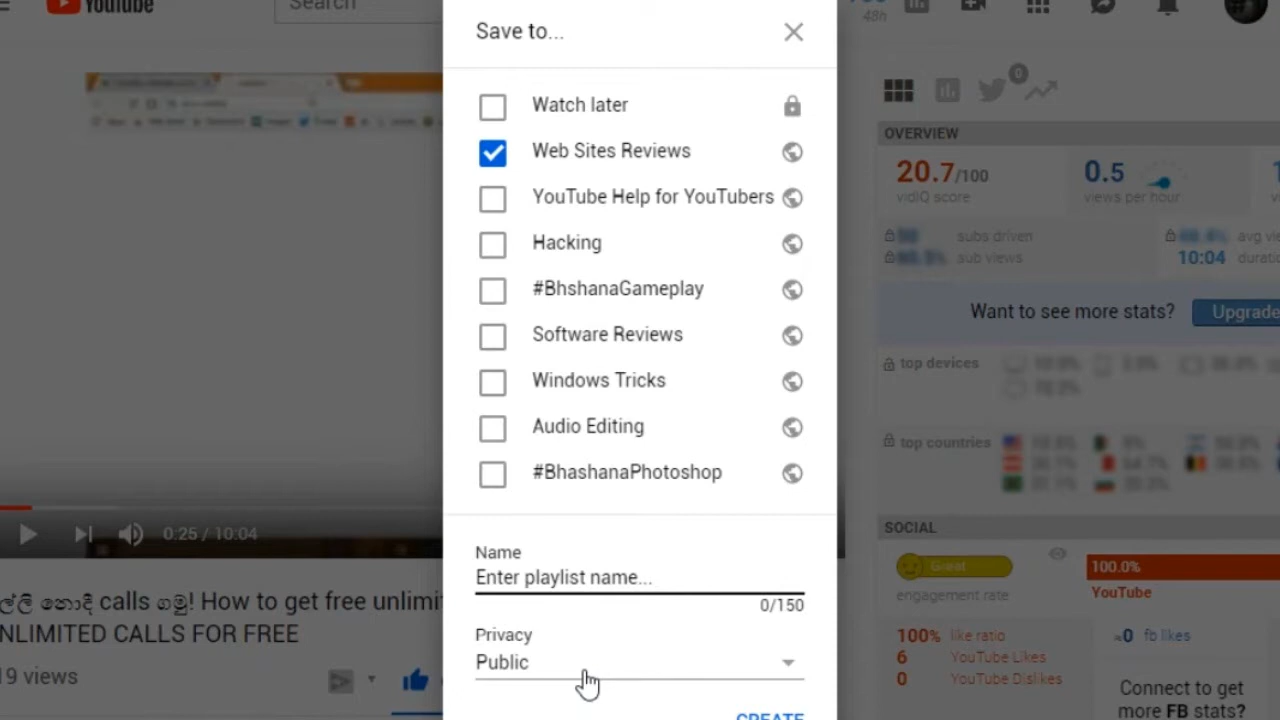 YouTube
Search
48h
Save to...
Watch later
Web Sites Reviews
YouTube Help for YouTubers
Hacking
#BhshanaGameplay
Software Reviews
Windows Tricks
Audio Editing
#BhashanaPhotoshop
Name
Enter playlist name...
0/150
Privacy
Public
CREATE
0:25 / 10:04
calls ගමු! How to get free unlimit
NLIMITED CALLS FOR FREE
19 views
0
OVERVIEW
20.7/100
vidIQ score
0.5
views per hour
subs driven
sub views
avg vie
10:04 duratio
Want to see more stats?
Upgrade
top devices
top countries
SOCIAL
Great
engagement rate
100.0%
YouTube
100% like ratio
6 YouTube Likes
0 YouTube Dislikes
≈0 fb likes
Connect to get
more FB stats?